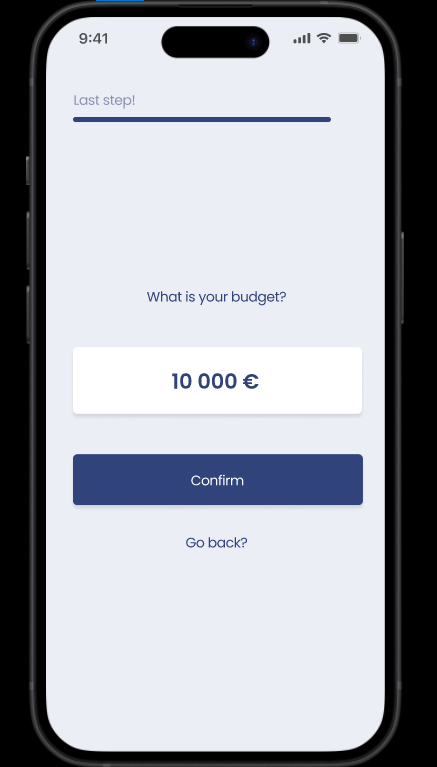 9:41
Last step!
What is your budget?
10 000 €
Confirm
Go back?